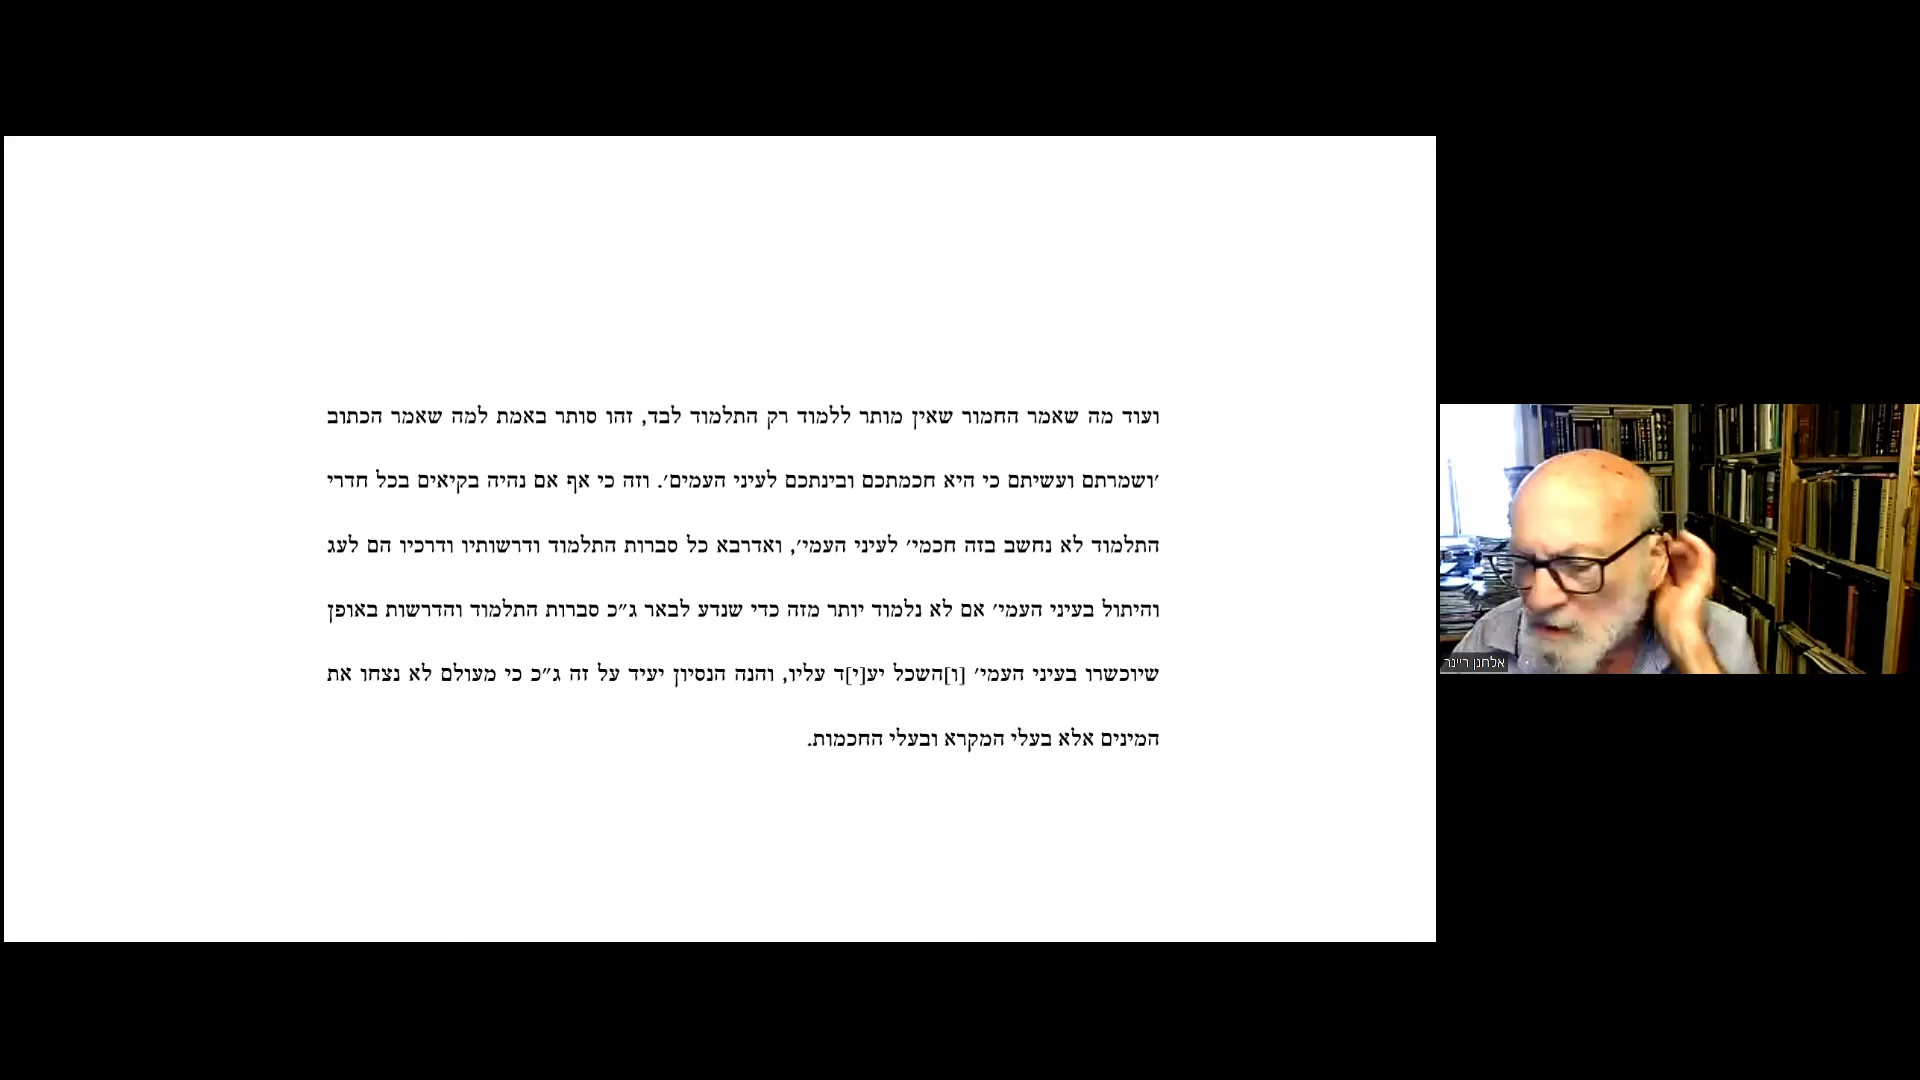 ועוד מה שאמר החמור שאין מותר ללמוד רק התלמוד לבד, זהו סותר באמת למה שאמר הכתוב
'ושמרתם ועשיתם כי היא חכמתכם ובינתכם לעיני העמים'. וזה כי אף אם נהיה בקיאים בכל חדרי
התלמוד לא נחשב בזה חכמי' לעיני העמי', ואדרבא כל סברות התלמוד ודרשותיו ודרכיו הם לעג
והיתול בעיני העמי' אם לא נלמוד יותר מזה כדי שנדע לבאר ג"כ סברות התלמוד והדרשות באופן
שיוכשרו בעיני העמי' [ו]השכל יע[י]ד עליו, והנה הנסיון יעיד על זה ג"כ כי מעולם לא נצחו את
המינים אלא בעלי המקרא ובעלי החכמות.
אלחנן ריינר